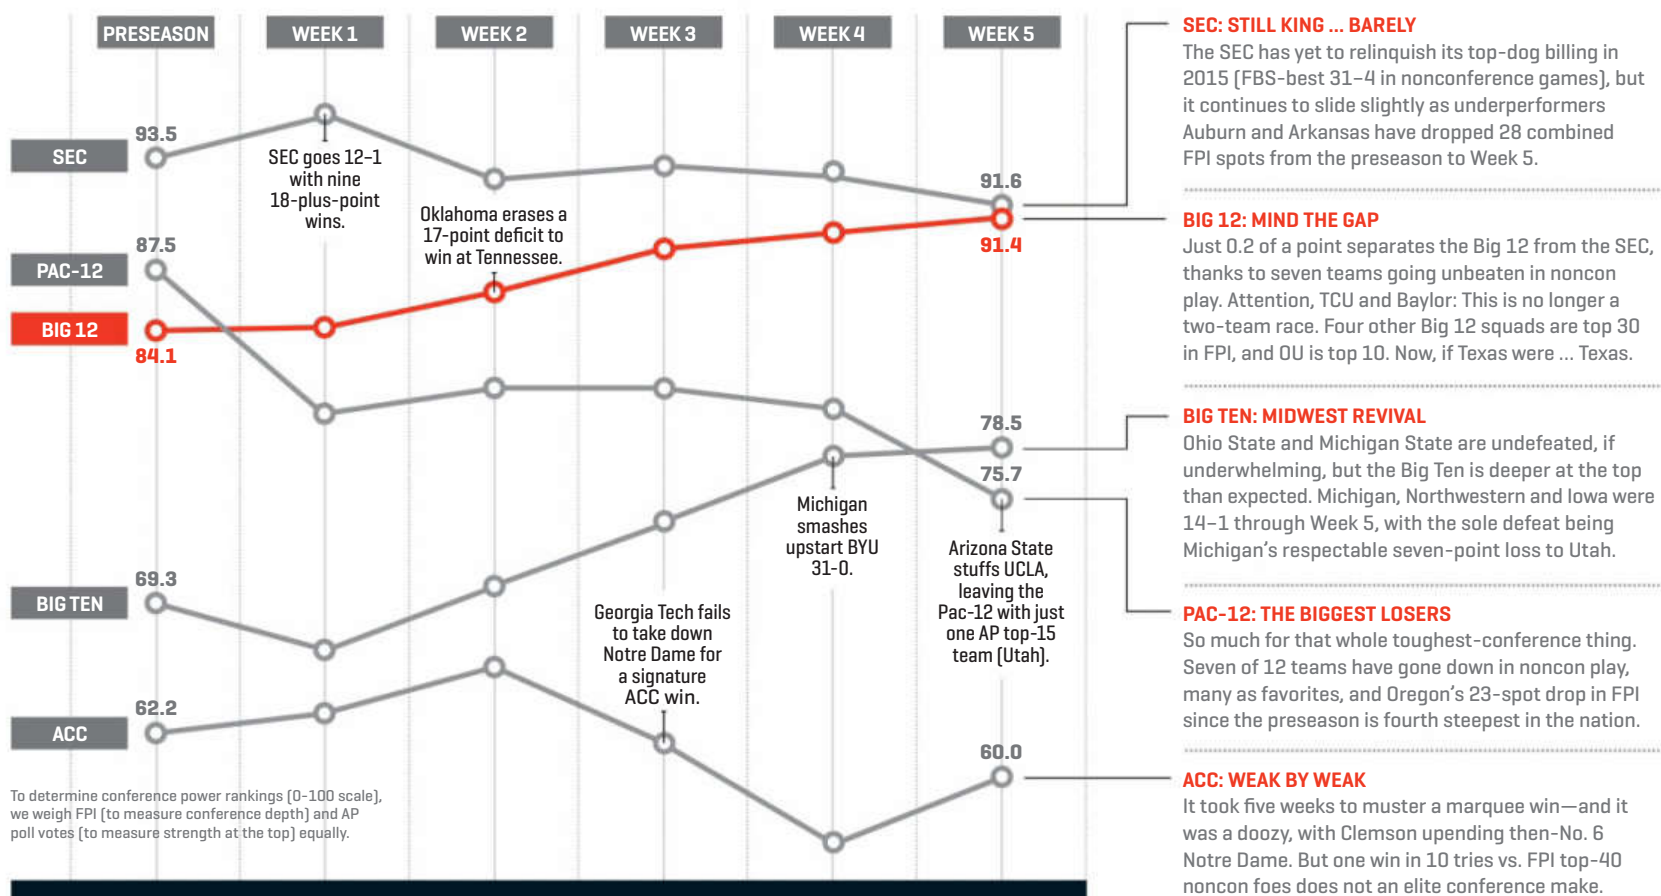 PRESEASON
WEEK 1
WEEK 2
WEEK 3
WEEK 4
WEEK 5
SEC
93.5
SEC goes 12–1
with nine
18-plus-point
wins.
91.6
PAC-12
87.5
Oklahoma erases a
17-point deficit to
win at Tennessee.
91.4
BIG 12
84.1
78.5
75.7
Michigan
smashes
upstart BYU
31-0.
Arizona State
stuffs UCLA,
leaving the
Pac-12 with just
one AP top-15
team (Utah).
BIG TEN
69.3
Georgia Tech fails
to take down
Notre Dame for
a signature
ACC win.
ACC
62.2
60.0
To determine conference power rankings (0-100 scale),
we weigh FPI (to measure conference depth) and AP
poll votes (to measure strength at the top) equally.
SEC: STILL KING ... BARELY
The SEC has yet to relinquish its top-dog billing in
2015 (FBS-best 31–4 in nonconference games), but
it continues to slide slightly as underperformers
Auburn and Arkansas have dropped 28 combined
FPI spots from the preseason to Week 5.
BIG 12: MIND THE GAP
Just 0.2 of a point separates the Big 12 from the SEC,
thanks to seven teams going unbeaten in noncon
play. Attention, TCU and Baylor: This is no longer a
two-team race. Four other Big 12 squads are top 30
in FPI, and OU is top 10. Now, if Texas were ... Texas.
BIG TEN: MIDWEST REVIVAL
Ohio State and Michigan State are undefeated, if
underwhelming, but the Big Ten is deeper at the top
than expected. Michigan, Northwestern and Iowa were
14–1 through Week 5, with the sole defeat being
Michigan's respectable seven-point loss to Utah.
PAC-12: THE BIGGEST LOSERS
So much for that whole toughest-conference thing.
Seven of 12 teams have gone down in noncon play,
many as favorites, and Oregon's 23-spot drop in FPI
since the preseason is fourth steepest in the nation.
ACC: WEAK BY WEAK
It took five weeks to muster a marquee win—and it
was a doozy, with Clemson upending then-No. 6
Notre Dame. But one win in 10 tries vs. FPI top-40
noncon foes does not an elite conference make.